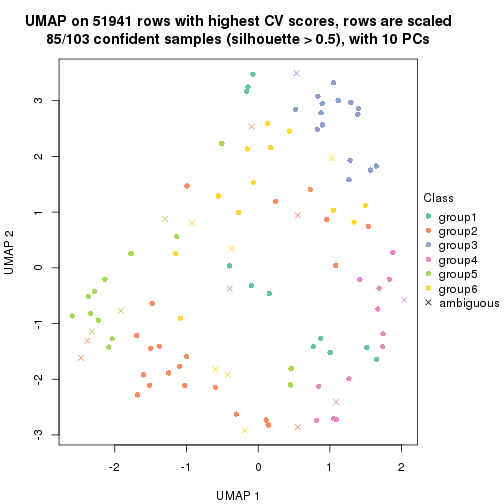 UMAP on 51941 rows with highest CV scores, rows are scaled
85/103 confident samples (silhouette > 0.5), with 10 PCs
3
2
1
0
-1
-2
-3
UMAP 2
-2
-1
0
1
2
UMAP 1
Class
group1
group2
group3
group4
group5
group6
ambiguous